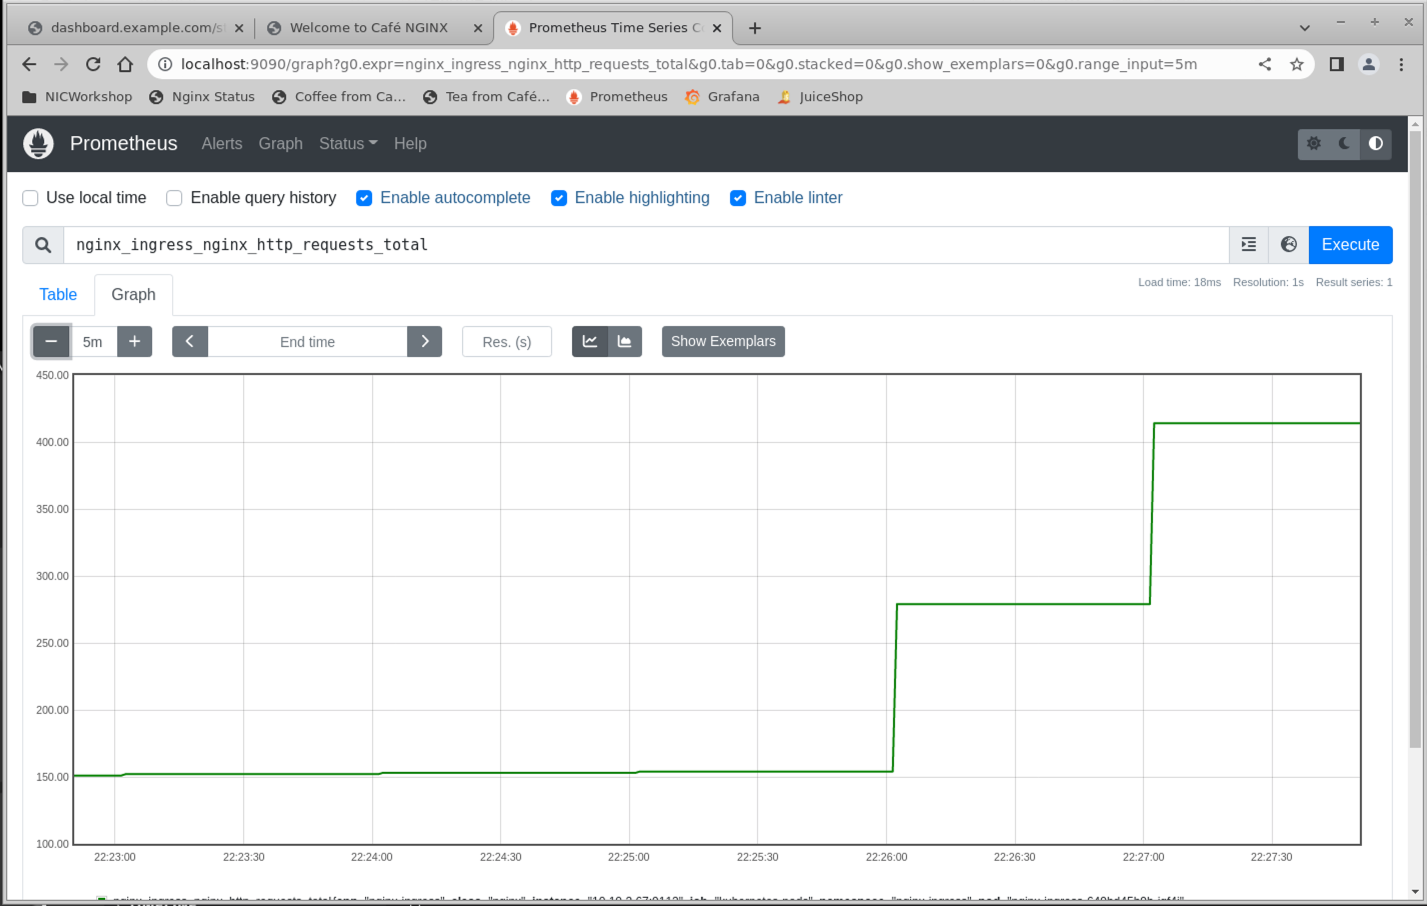 dashboard.example.com/s
Welcome to Café NGINX
Prometheus Time Series C
localhost:9090/graph?g0.expr=nginx_ingress_nginx_http_requests_total&g0.tab=0&g0.stacked=0&g0.show_exemplars=0&g0.range_input=5m
NICWorkshop Nginx Status Coffee from Ca... Tea from Café... Prometheus Grafana JuiceShop
Prometheus Alerts Graph Status Help
Use local time Enable query history Enable autocomplete Enable highlighting Enable linter
nginx_ingress_nginx_http_requests_total
Execute
Table Graph
Load time: 18ms Resolution: 1s Result series: 1
5m End time Res. (s) Show Exemplars
450.00
400.00
350.00
300.00
250.00
200.00
150.00
100.00
22:23:00 22:23:30 22:24:00 22:24:30 22:25:00 22:25:30 22:26:00 22:26:30 22:27:00 22:27:30